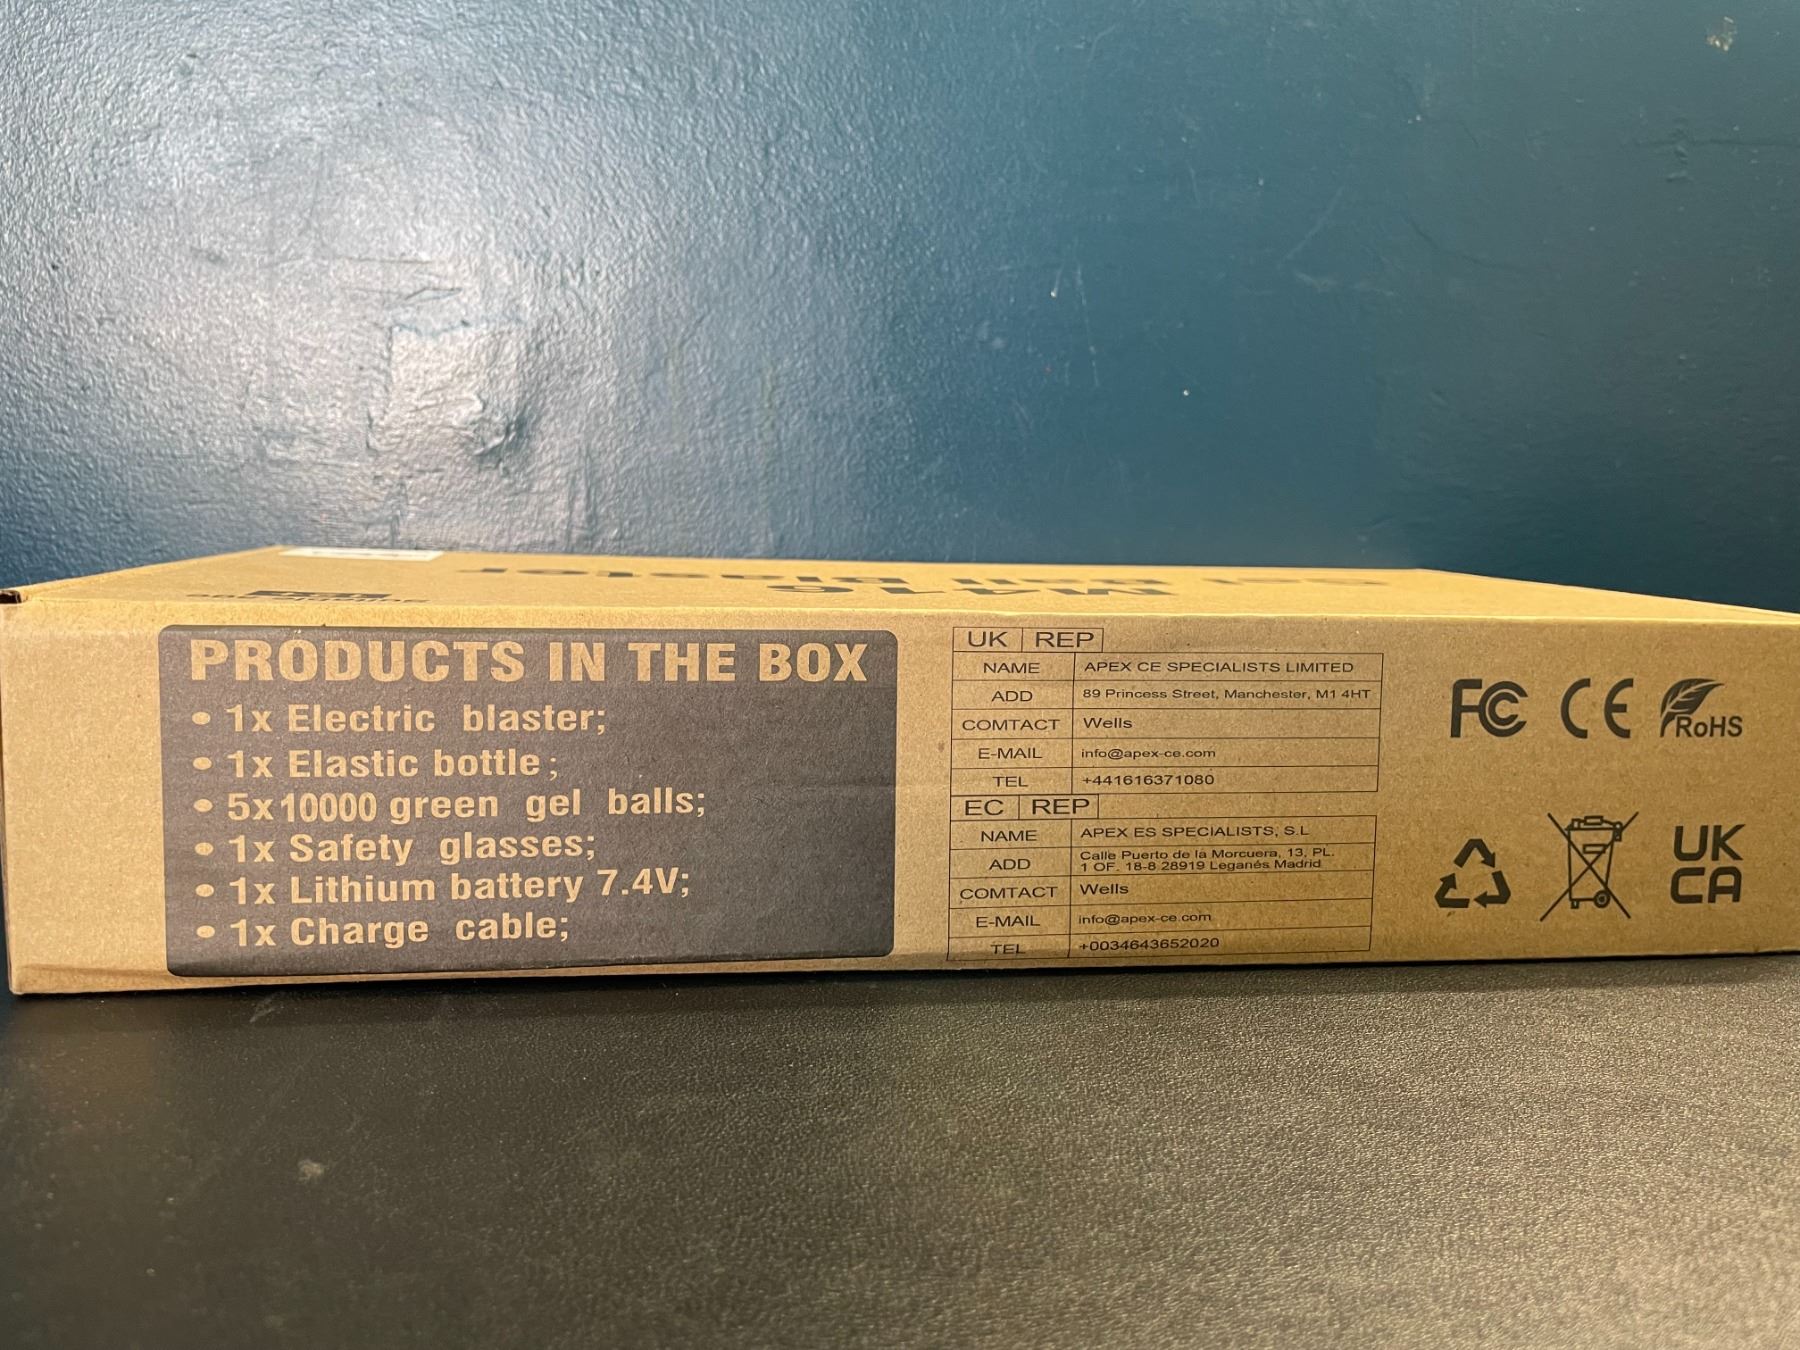 M416
Gel Ball Blaster
PRODUCTS IN THE BOX
• 1x Electric blaster;
• 1x Elastic bottle;
• 5x10000 green gel balls;
• 1x Safety glasses;
• 1x Lithium battery 7.4V;
• 1x Charge cable;
UK REP
NAME APEX CE SPECIALISTS LIMITED
ADD 89 Princess Street, Manchester, M1 4HT
COMTACT Wells
E-MAIL info@apex-ce.com
TEL +441616371080
EC REP
NAME APEX ES SPECIALISTS, S.L
ADD Calle Puerto de la Morcuera, 13, PL.
1 OF. 18-8 28919 Leganés Madrid
COMTACT Wells
E-MAIL info@apex-ce.com
TEL +0034643652020
FC CE RoHS
UK
CA